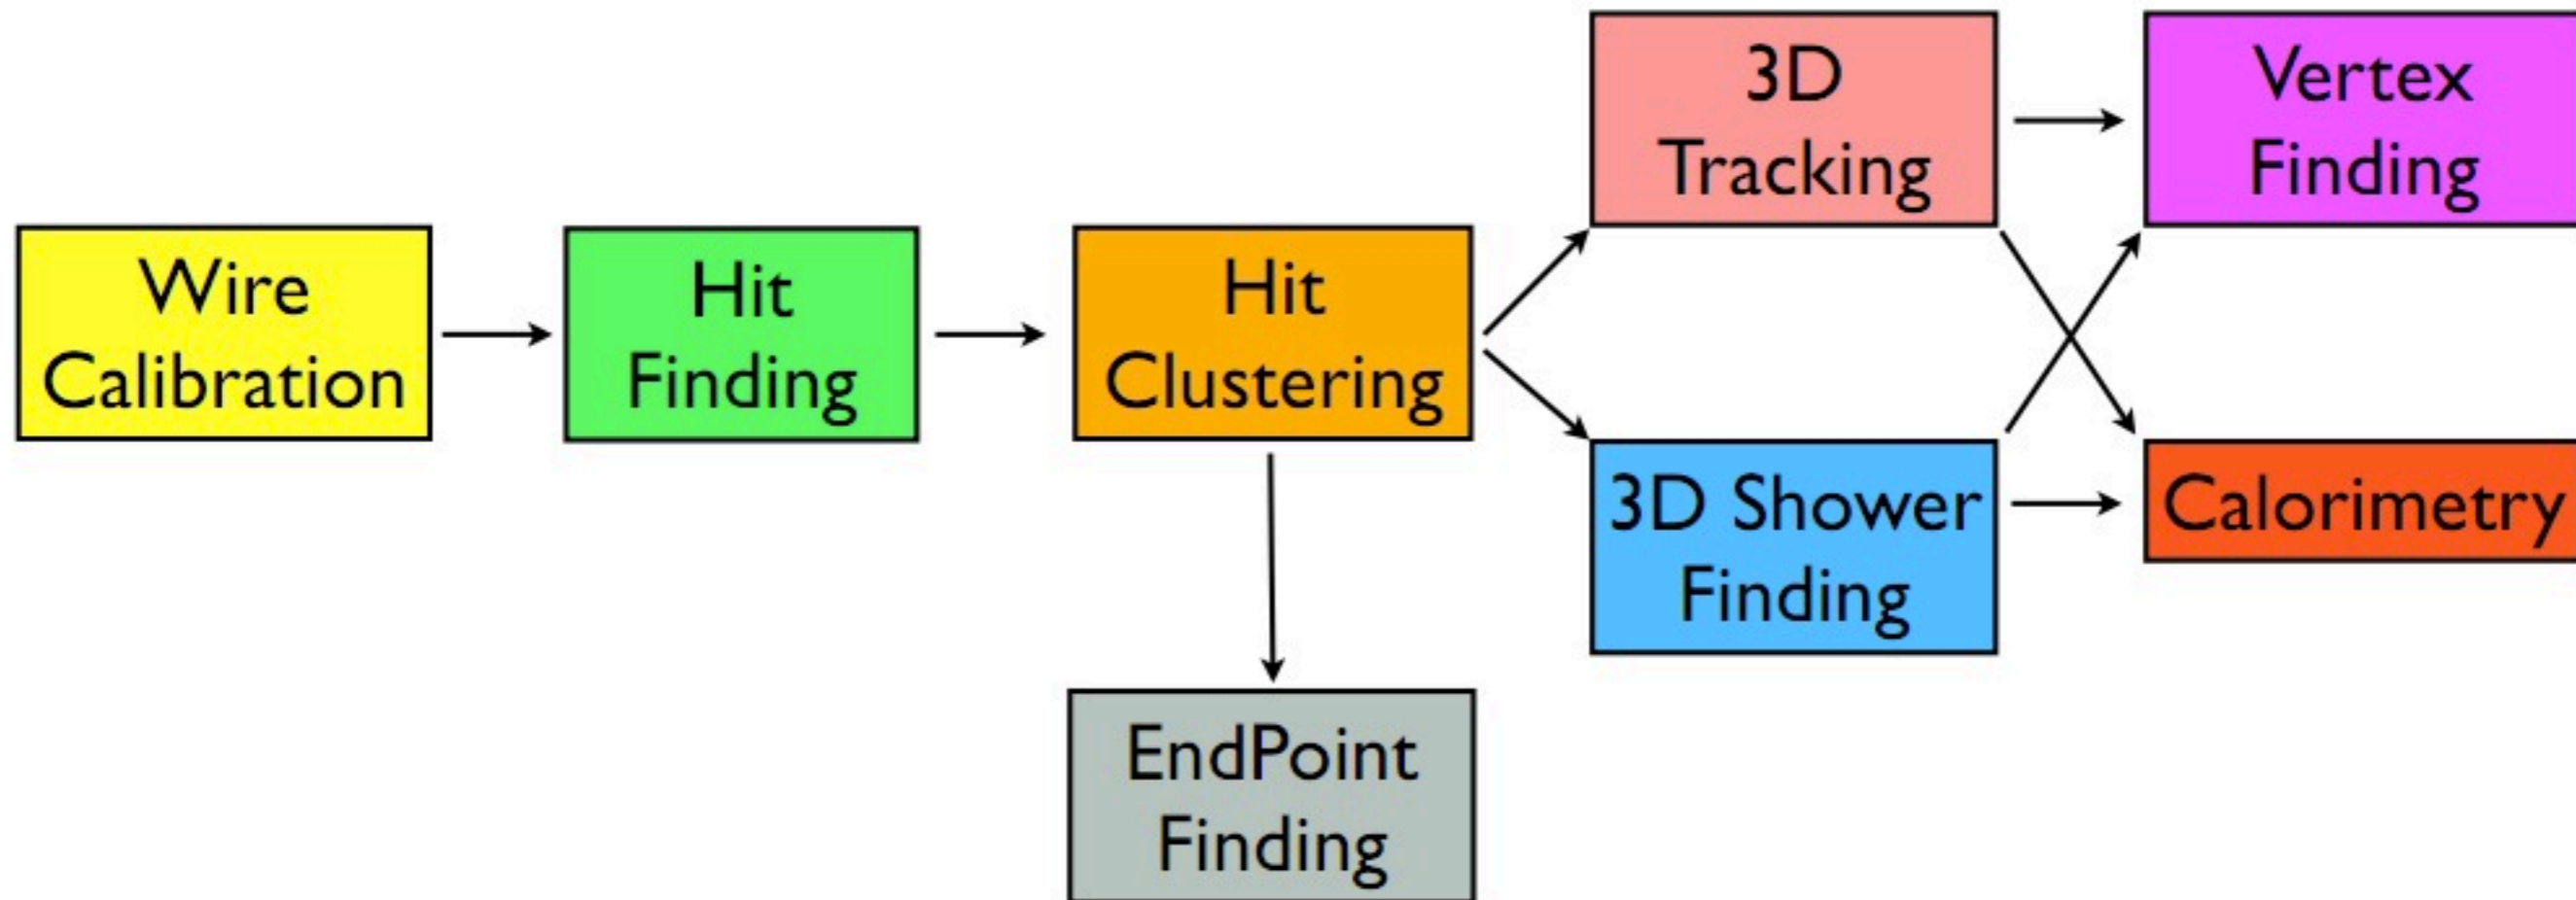 Wire
Calibration
Hit
Finding
Hit
Clustering
3D
Tracking
3D Shower
Finding
Vertex
Finding
Calorimetry
EndPoint
Finding